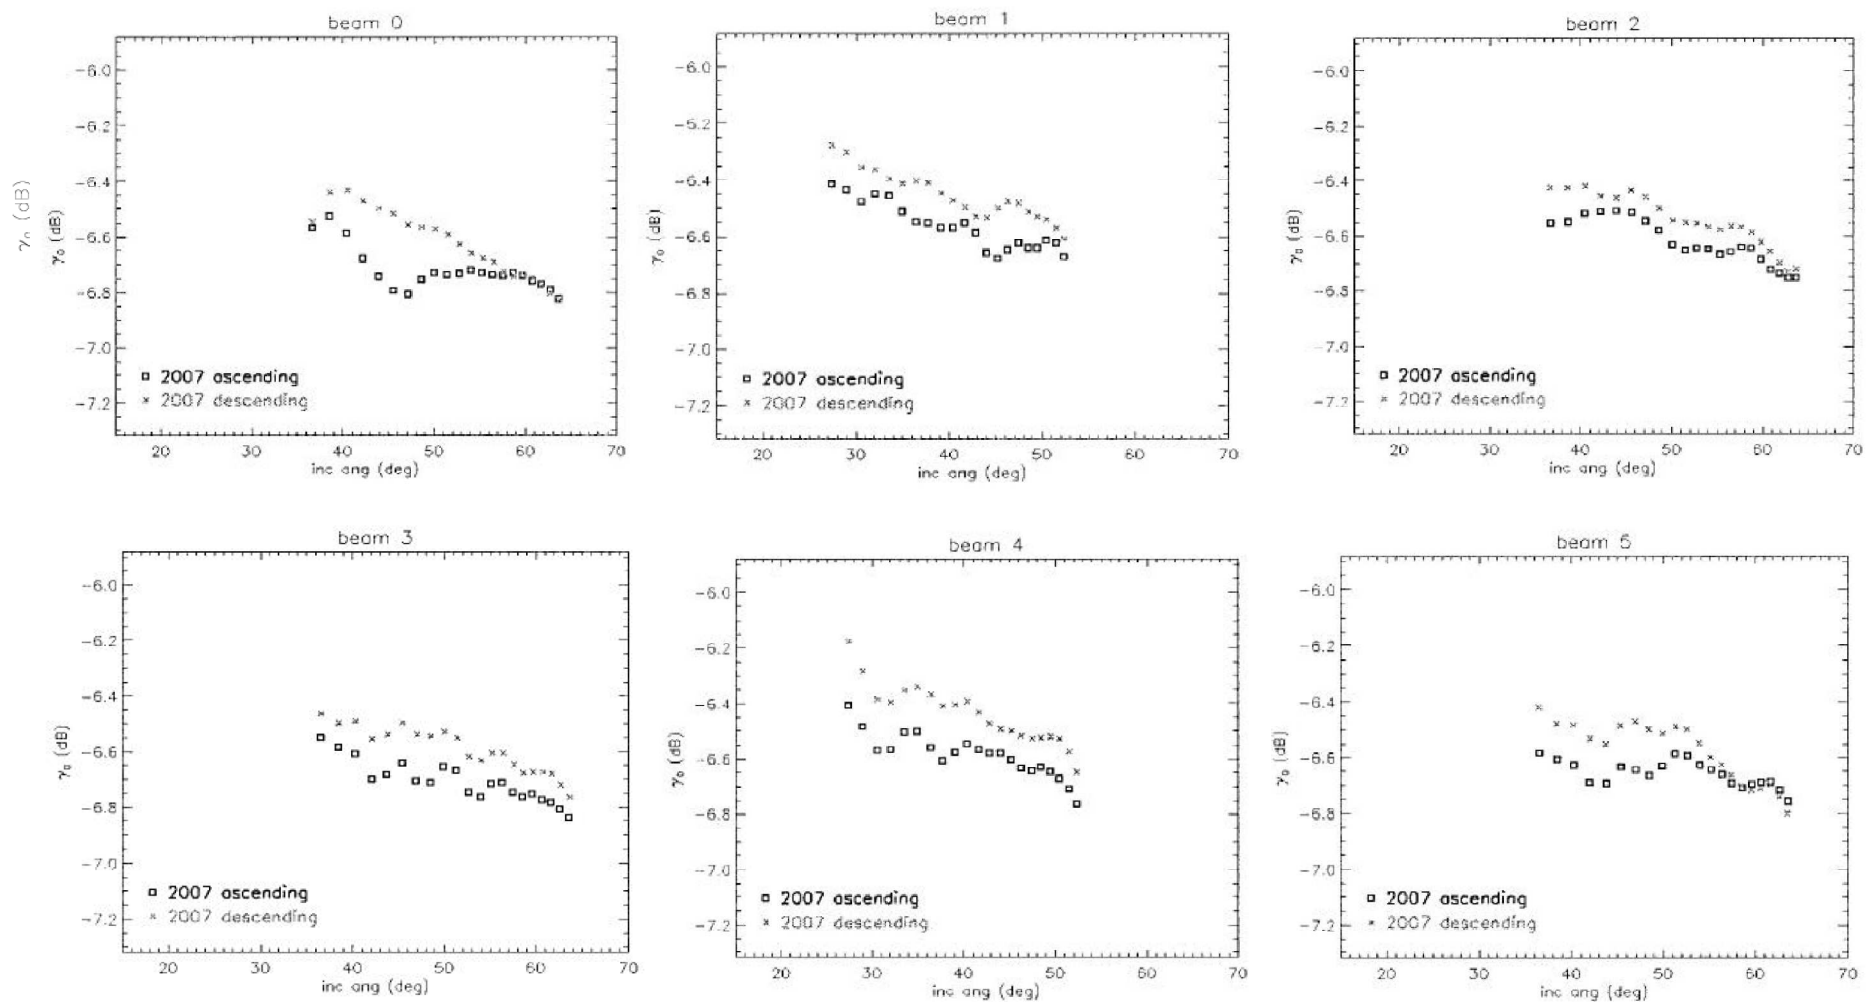 beam 0
γ₀ (dB)
γ₀ (dB)
-6.0
-6.2
-6.4
-6.6
-6.8
-7.0
-7.2
2007 ascending
2007 descending
20 30 40 50 60 70
inc ang (deg)
beam 1
γ₀ (dB)
-6.0
-6.2
-6.4
-6.6
-6.8
-7.0
-7.2
2007 ascending
2007 descending
20 30 40 50 60 70
inc ang (deg)
beam 2
γ₀ (dB)
-6.0
-6.2
-6.4
-6.6
-6.8
-7.0
-7.2
2007 ascending
2007 descending
20 30 40 50 60 70
inc ang (deg)
beam 3
γ₀ (dB)
-6.0
-6.2
-6.4
-6.6
-6.8
-7.0
-7.2
2007 ascending
2007 descending
20 30 40 50 60 70
inc ang (deg)
beam 4
γ₀ (dB)
-6.0
-6.2
-6.4
-6.6
-6.8
-7.0
-7.2
2007 ascending
2007 descending
20 30 40 50 60 70
inc ang (deg)
beam 5
γ₀ (dB)
-6.0
-6.2
-6.4
-6.6
-6.8
-7.0
-7.2
2007 ascending
2007 descending
20 30 40 50 60 70
inc ang (deg)